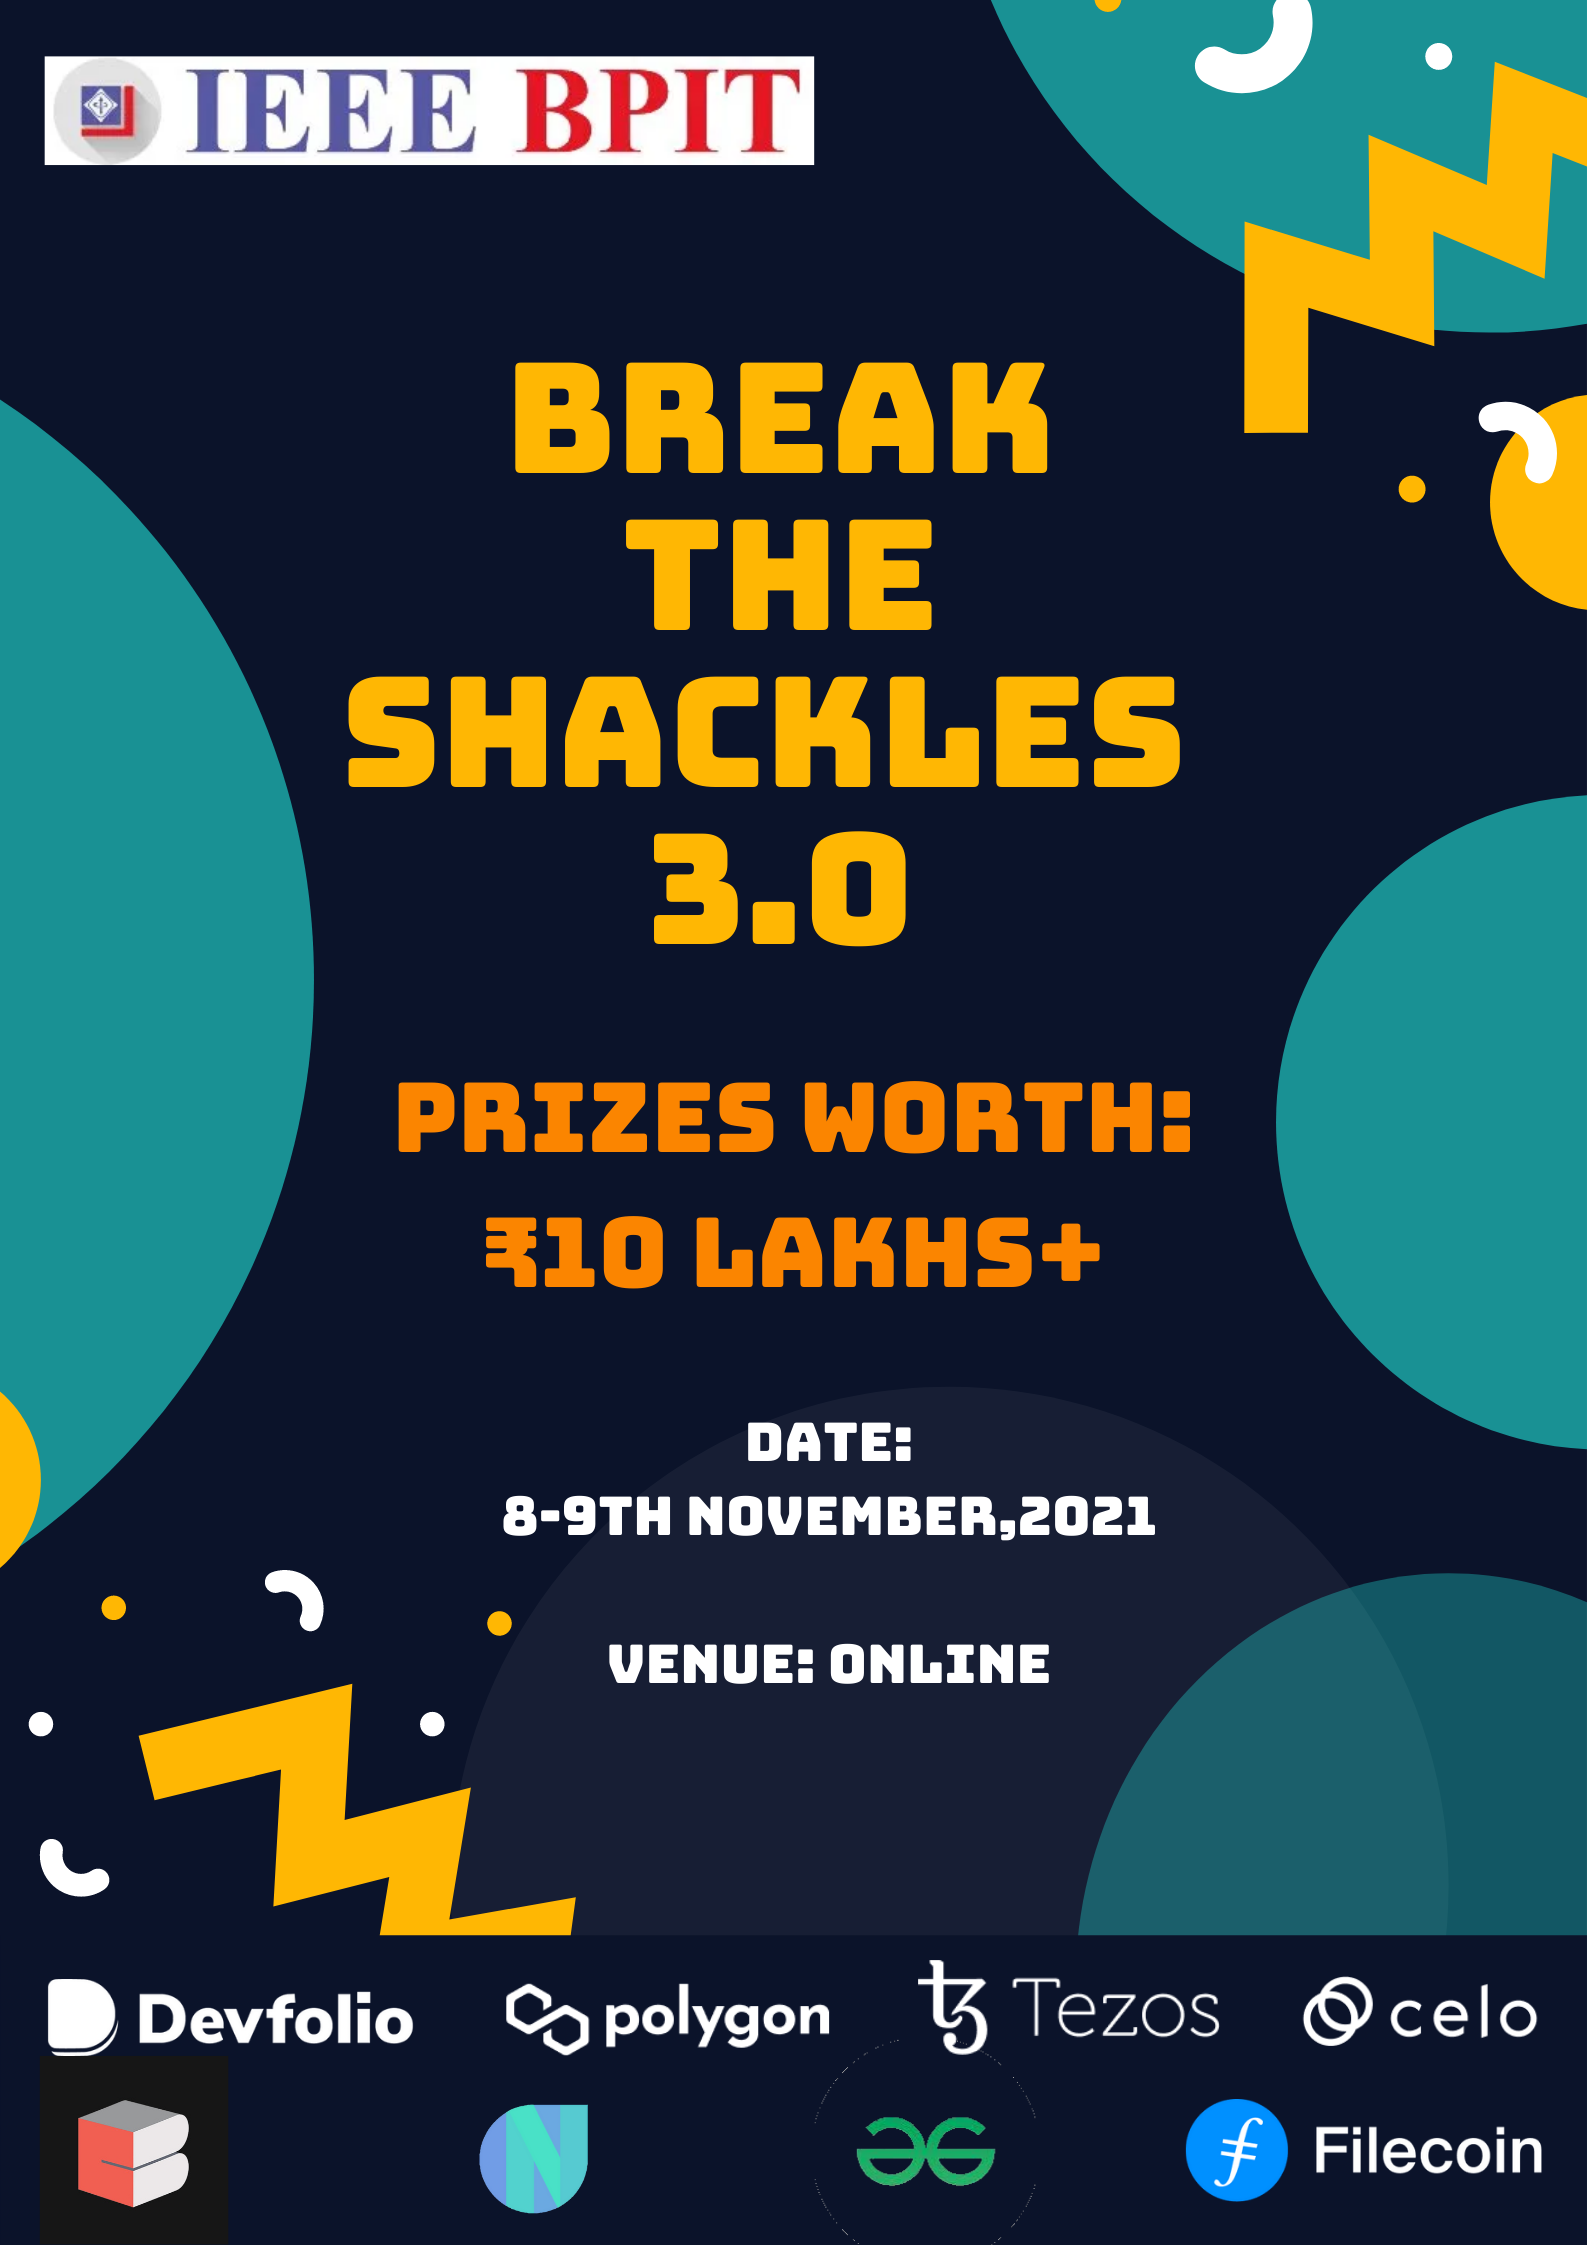 IEEE BPIT
BREAK
THE
SHACKLES
3.0
PRIZES WORTH:
₹10 LAKHS+
DATE:
8-9TH NOVEMBER,2021
VENUE: ONLINE
Devfolio
polygon
Tezos
celo
Filecoin